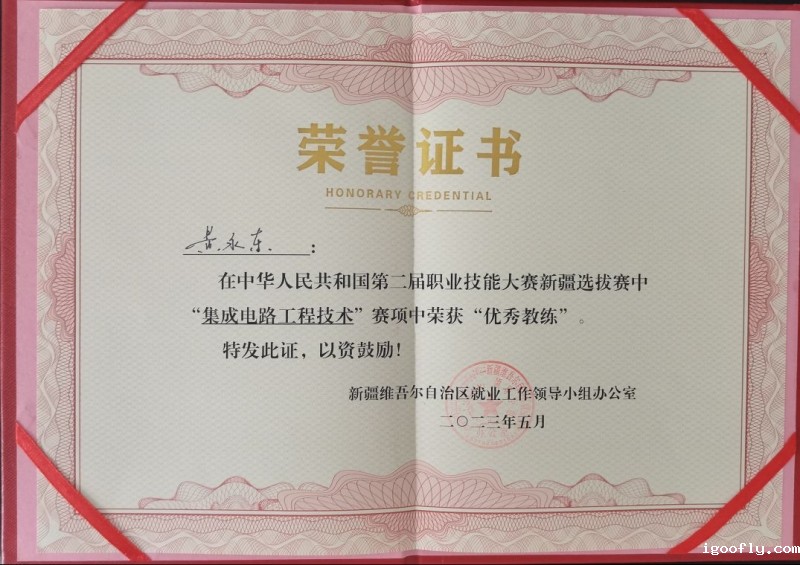 荣誉证书
HONORARY CREDENTIAL
景永东：
在中华人民共和国第二届职业技能大赛新疆选拔赛中
“集成电路工程技术”赛项中荣获“优秀教练”。
特发此证，以资鼓励！
新疆维吾尔自治区就业工作领导小组办公室
二〇二三年五月
igoofly.com